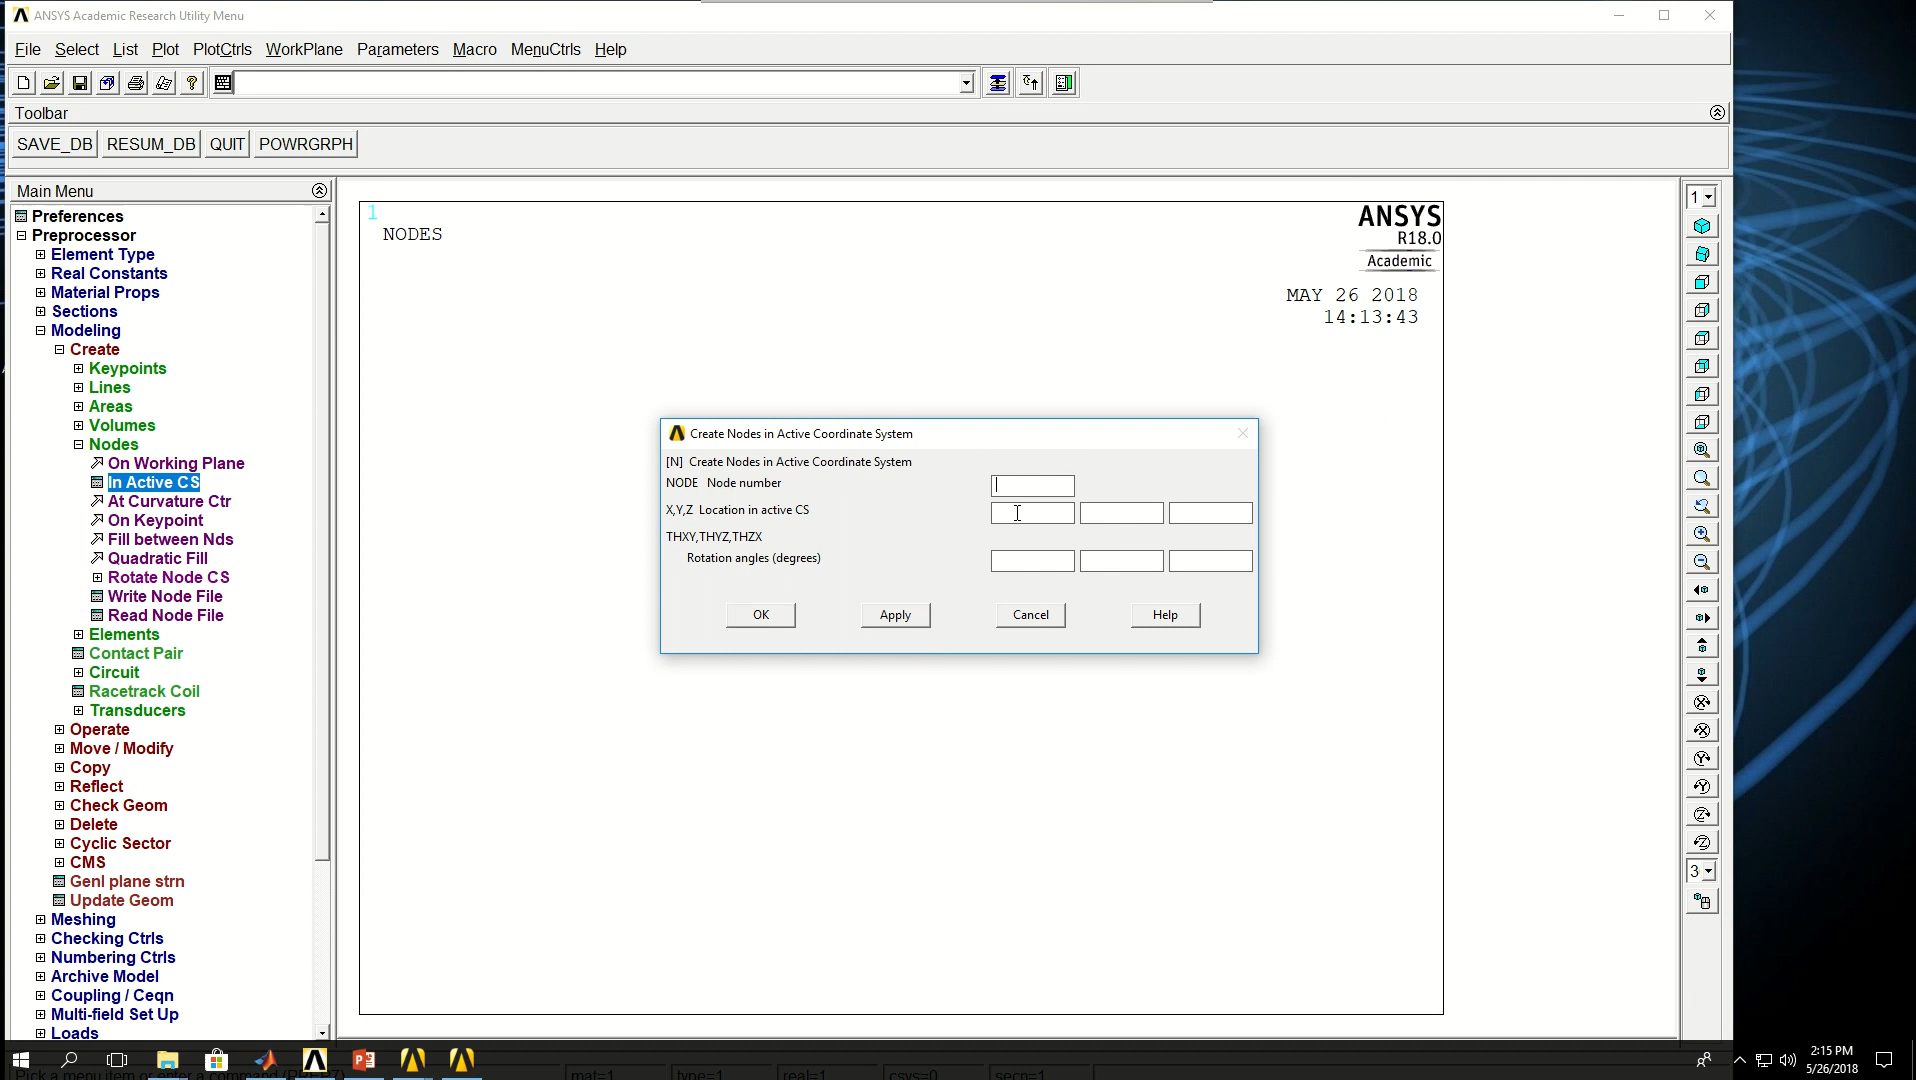 ANSYS Academic Research Utility Menu
File Select List Plot PlotCtrls WorkPlane Parameters Macro MenuCtrls Help
Toolbar
SAVE_DB RESUM_DB QUIT POWRGRPH
Main Menu
Preferences
Preprocessor
Element Type
Real Constants
Material Props
Sections
Modeling
Create
Keypoints
Lines
Areas
Volumes
Nodes
On Working Plane
In Active CS
At Curvature Ctr
On Keypoint
Fill between Nds
Quadratic Fill
Rotate Node CS
Write Node File
Read Node File
Elements
Contact Pair
Circuit
Racetrack Coil
Transducers
Operate
Move / Modify
Copy
Reflect
Check Geom
Delete
Cyclic Sector
CMS
Genl plane strn
Update Geom
Meshing
Checking Ctrls
Numbering Ctrls
Archive Model
Coupling / Ceqn
Multi-field Set Up
Loads
1
NODES
ANSYS
R18.0
Academic
MAY 26 2018
14:13:43
Create Nodes in Active Coordinate System
[N] Create Nodes in Active Coordinate System
NODE Node number
X,Y,Z Location in active CS
THXY,THYZ,THZX
Rotation angles (degrees)
OK Apply Cancel Help
1
3
Pick a menu item or enter a command (PREP7)
mat=1 type=1 real=1 csys=0 secn=1
2:15 PM
5/26/2018